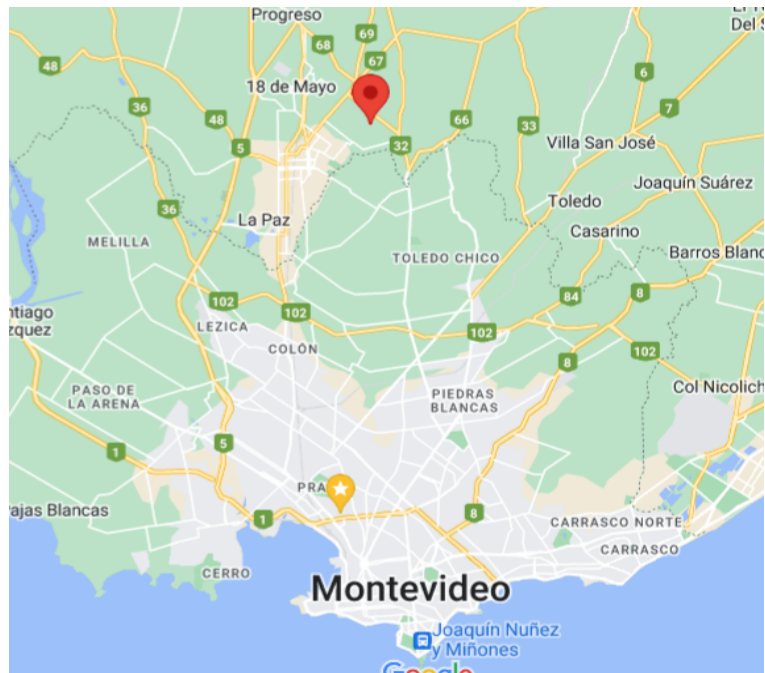 Progreso
68
69
67
48
18 de Mayo
36
48
5
32
66
33
6
7
Villa San José
Joaquín Suárez
Toledo
Casarino
Barros Blanc
La Paz
36
MELILLA
TOLEDO CHICO
ntiago
zquez
102
LEZICA
102
COLÓN
102
84
8
8
102
PASO DE
LA ARENA
PIEDRAS
BLANCAS
Col Nicolich
1
5
PRA
ajas Blancas
1
8
CARRASCO NORTE
CARRASCO
CERRO
Montevideo
Joaquín Nuñez
y Miñones